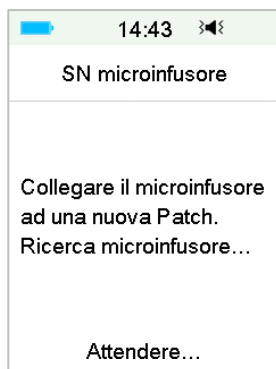 14:43
SN microinfusore
Collegare il microinfusore
ad una nuova Patch.
Ricerca microinfusore...
Attendere...